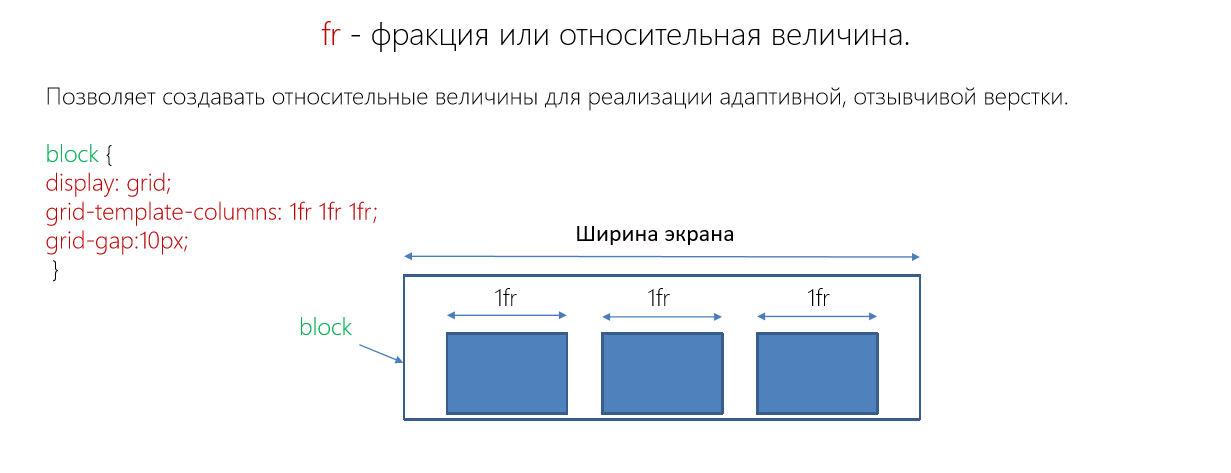 fr - фракция или относительная величина.
Позволяет создавать относительные величины для реализации адаптивной, отзывчивой верстки.
block {
display: grid;
grid-template-columns: 1fr 1fr 1fr;
grid-gap:10px;
}
Ширина экрана
1fr 1fr 1fr
block